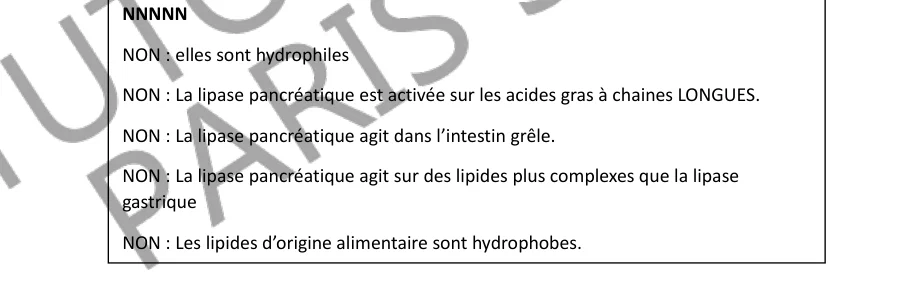 NNNNN
NON : elles sont hydrophiles
NON : La lipase pancréatique est activée sur les acides gras à chaines LONGUES.
NON : La lipase pancréatique agit dans l’intestin grêle.
NON : La lipase pancréatique agit sur des lipides plus complexes que la lipase
gastrique
NON : Les lipides d’origine alimentaire sont hydrophobes.
PARIS